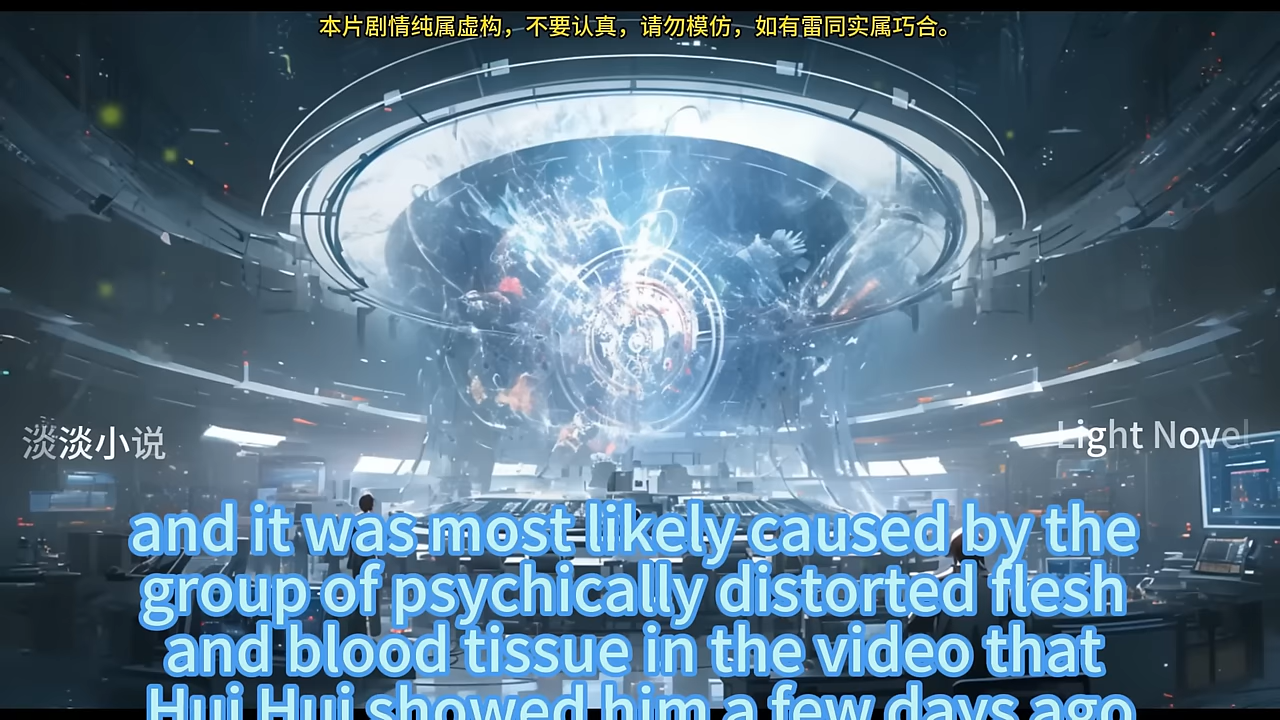 本片剧情纯属虚构，不要认真，请勿模仿，如有雷同实属巧合。
淡淡小说
Light Novel
and it was most likely caused by the
group of psychically distorted flesh
and blood tissue in the video that
Hui Hui showed him a few days ago